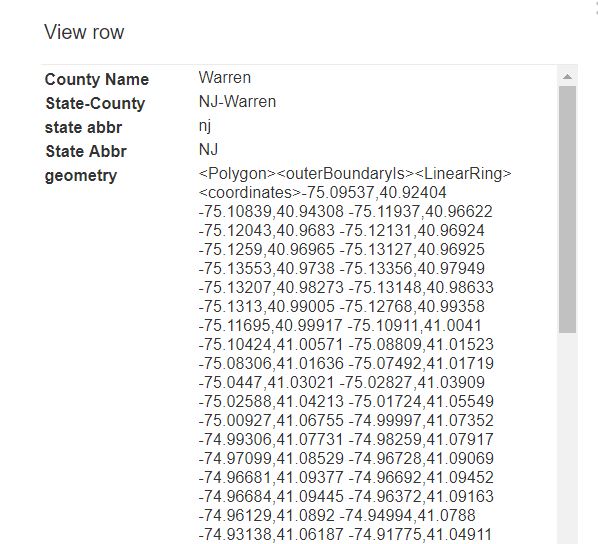 View row
County Name Warren
State-County NJ-Warren
state abbr nj
State Abbr NJ
geometry <Polygon><outerBoundaryIs><LinearRing>
<coordinates>-75.09537,40.92404
-75.10839,40.94308 -75.11937,40.96622
-75.12043,40.9683 -75.12131,40.96924
-75.1259,40.96965 -75.13127,40.96925
-75.13553,40.9738 -75.13356,40.97949
-75.13207,40.98273 -75.13148,40.98633
-75.1313,40.99005 -75.12768,40.99358
-75.11695,40.99917 -75.10911,41.0041
-75.10424,41.00571 -75.08809,41.01523
-75.08306,41.01636 -75.07492,41.01719
-75.0447,41.03021 -75.02827,41.03909
-75.02588,41.04213 -75.01724,41.05549
-75.00927,41.06755 -74.99997,41.07352
-74.99306,41.07731 -74.98259,41.07917
-74.97099,41.08529 -74.96728,41.09069
-74.96681,41.09377 -74.96692,41.09452
-74.96684,41.09445 -74.96372,41.09163
-74.96129,41.0892 -74.94994,41.0788
-74.93138,41.06187 -74.91775,41.04911